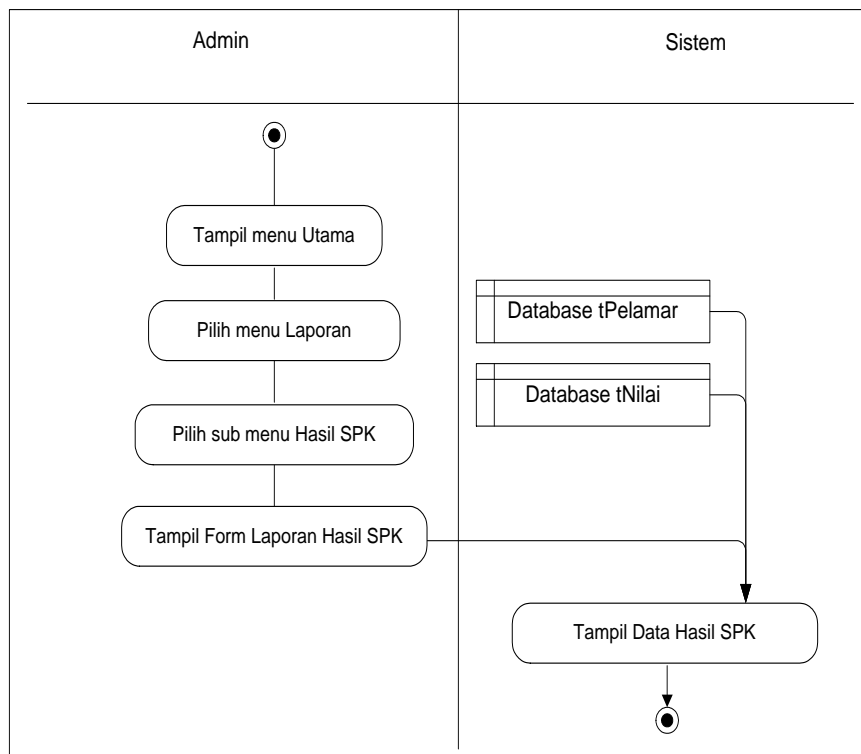 Admin
Sistem
Tampil menu Utama
Pilih menu Laporan
Pilih sub menu Hasil SPK
Tampil Form Laporan Hasil SPK
Database tPelamar
Database tNilai
Tampil Data Hasil SPK